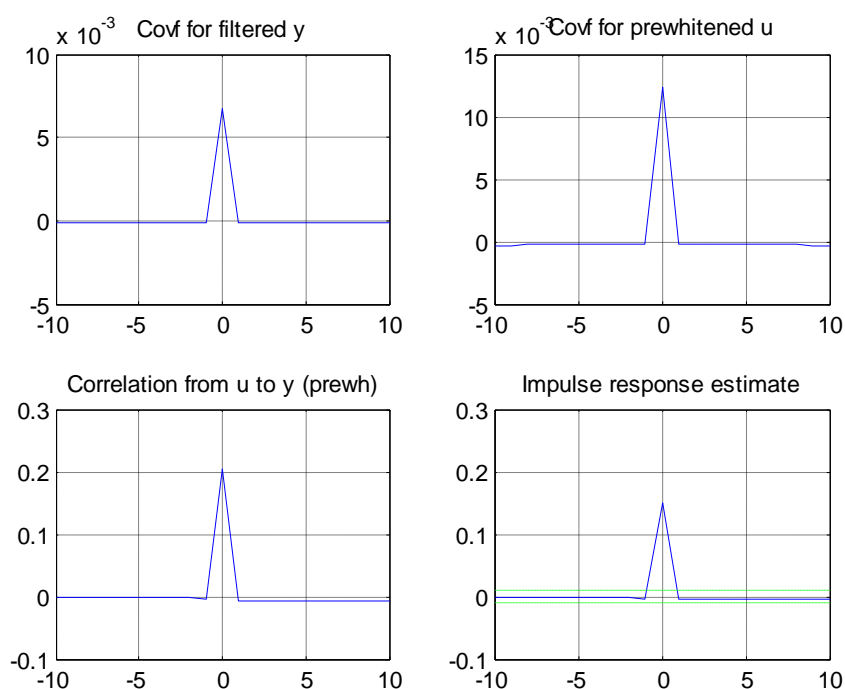 x 10^-3 Covf for filtered y
10
5
0
-5
-10 -5 0 5 10
x 10^-3 Covf for prewhitened u
15
10
5
0
-5
-10 -5 0 5 10
Correlation from u to y (prewh)
0.3
0.2
0.1
0
-0.1
-10 -5 0 5 10
Impulse response estimate
0.3
0.2
0.1
0
-0.1
-10 -5 0 5 10